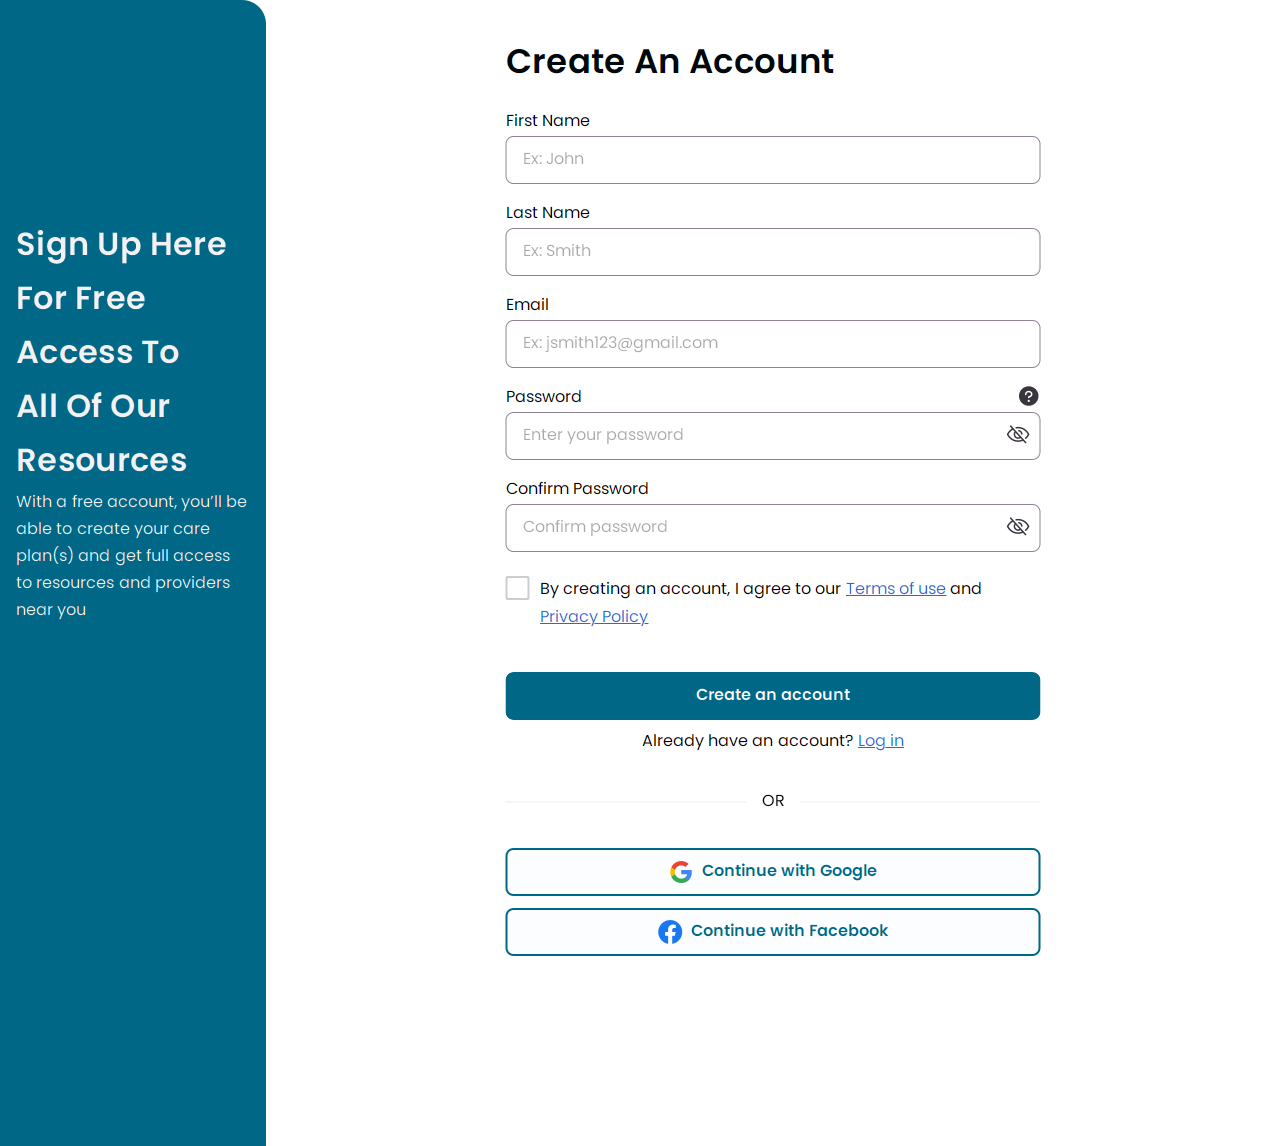 Sign Up Here
For Free
Access To
All Of Our
Resources
With a free account, you’ll be
able to create your care
plan(s) and get full access
to resources and providers
near you
Create An Account
First Name
Ex: John
Last Name
Ex: Smith
Email
Ex: jsmith123@gmail.com
Password
?
Enter your password
Confirm Password
Confirm password
By creating an account, I agree to our Terms of use and
Privacy Policy
Create an account
Already have an account? Log in
OR
Continue with Google
Continue with Facebook